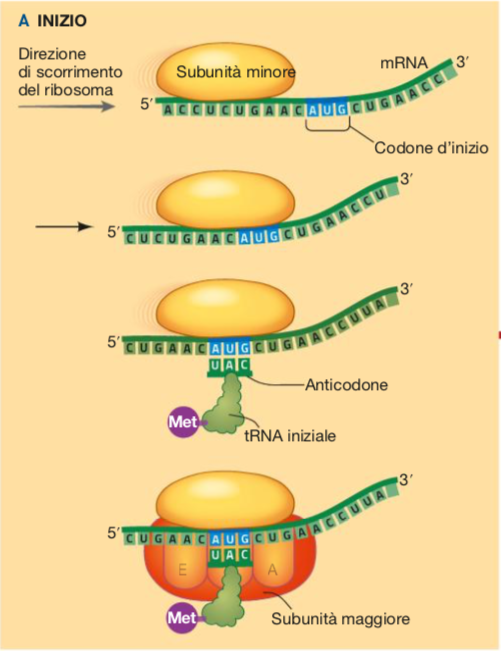 A INIZIO
Direzione
di scorrimento
del ribosoma
Subunità minore
mRNA
3′
5′
ACCUCUGAACAUGCUGAACC
Codone d'inizio
3′
5′
CUCUGAACAUGCUGAACCU
3′
5′
CUGAACAUGCUGAACCUUA
UAC
Anticodone
Met
tRNA iniziale
3′
5′
CUGAACAUGCUGAACCUUA
UAC
E
A
Met
Subunità maggiore